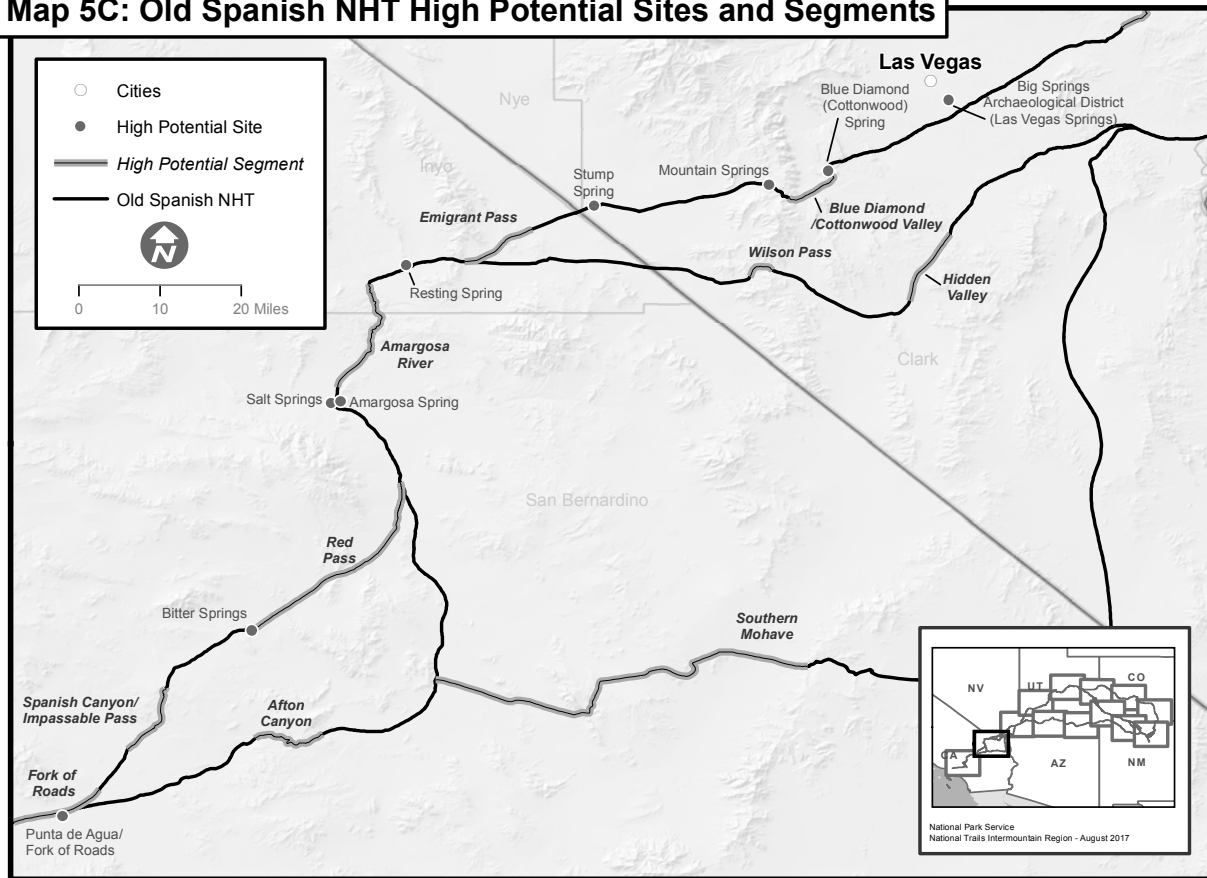 Map 5C: Old Spanish NHT High Potential Sites and Segments
Cities
High Potential Site
High Potential Segment
Old Spanish NHT
N
0 10 20 Miles
Nye
Inyo
Clark
San Bernardino
Las Vegas
Blue Diamond
(Cottonwood)
Spring
Big Springs
Archaeological District
(Las Vegas Springs)
Mountain Springs
Stump
Spring
Blue Diamond
/Cottonwood Valley
Emigrant Pass
Wilson Pass
Hidden
Valley
Resting Spring
Amargosa
River
Salt Springs
Amargosa Spring
Red
Pass
Bitter Springs
Southern
Mohave
Spanish Canyon/
Impassable Pass
Afton
Canyon
Fork of
Roads
Punta de Agua/
Fork of Roads
NV
UT
CO
CA
AZ
NM
National Park Service
National Trails Intermountain Region - August 2017